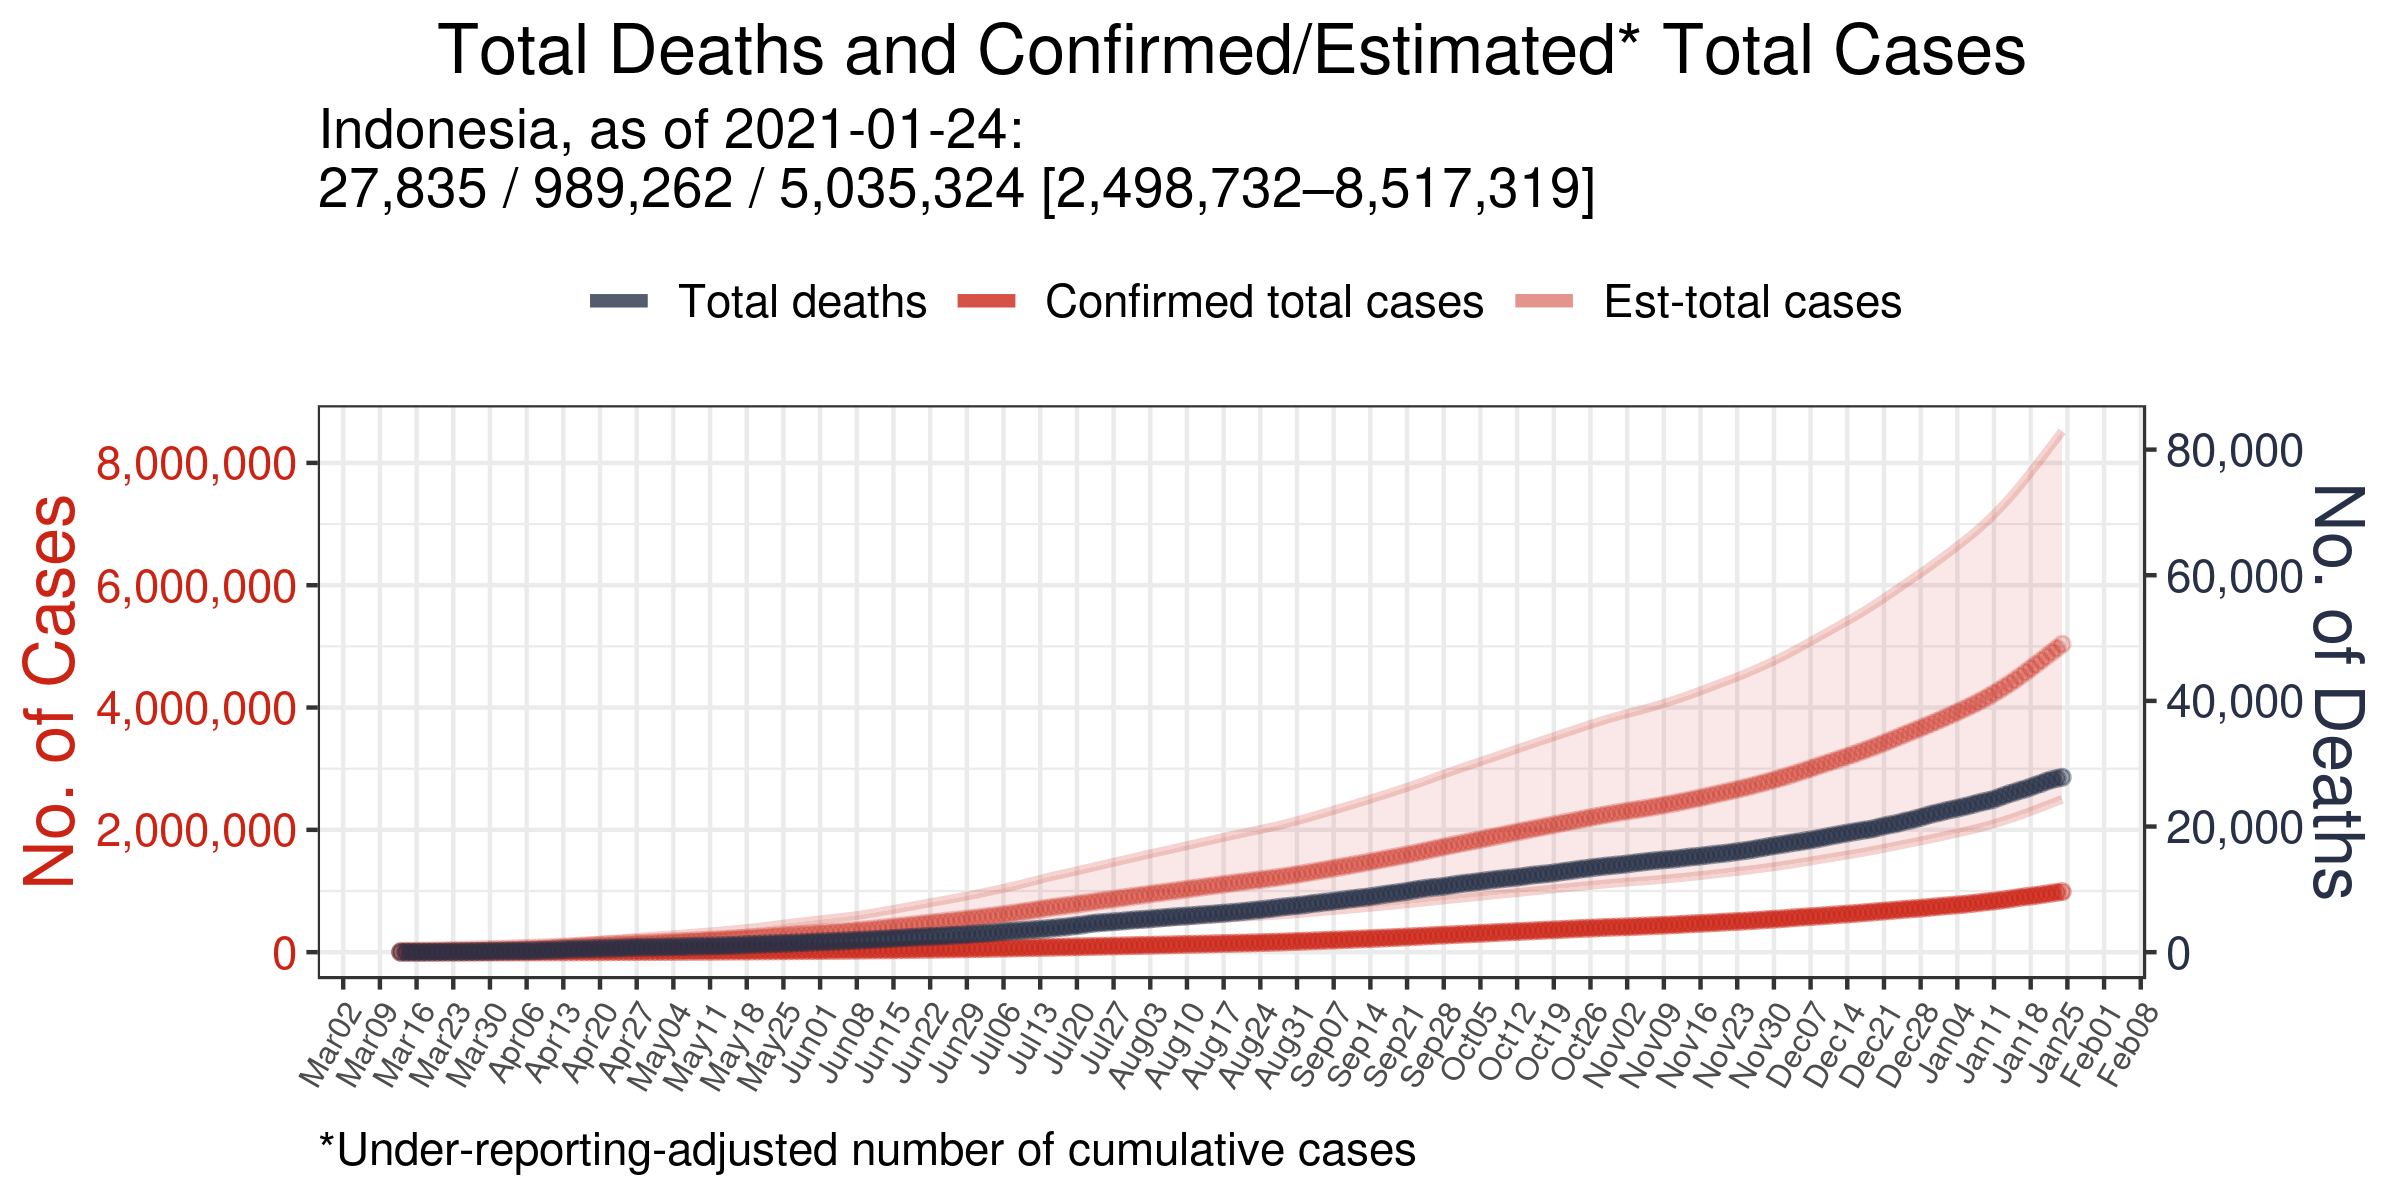 Total Deaths and Confirmed/Estimated* Total Cases
Indonesia, as of 2021-01-24:
27,835 / 989,262 / 5,035,324 [2,498,732–8,517,319]
Total deaths
Confirmed total cases
Est-total cases
No. of Cases
8,000,000
6,000,000
4,000,000
2,000,000
0
80,000
60,000
40,000
20,000
0
No. of Deaths
Mar02
Mar09
Mar16
Mar23
Mar30
Apr06
Apr13
Apr20
Apr27
May04
May11
May18
May25
Jun01
Jun08
Jun15
Jun22
Jun29
Jul06
Jul13
Jul20
Jul27
Aug03
Aug10
Aug17
Aug24
Aug31
Sep07
Sep14
Sep21
Sep28
Oct05
Oct12
Oct19
Oct26
Nov02
Nov09
Nov16
Nov23
Nov30
Dec07
Dec14
Dec21
Dec28
Jan04
Jan11
Jan18
Jan25
Feb01
Feb08
*Under-reporting-adjusted number of cumulative cases